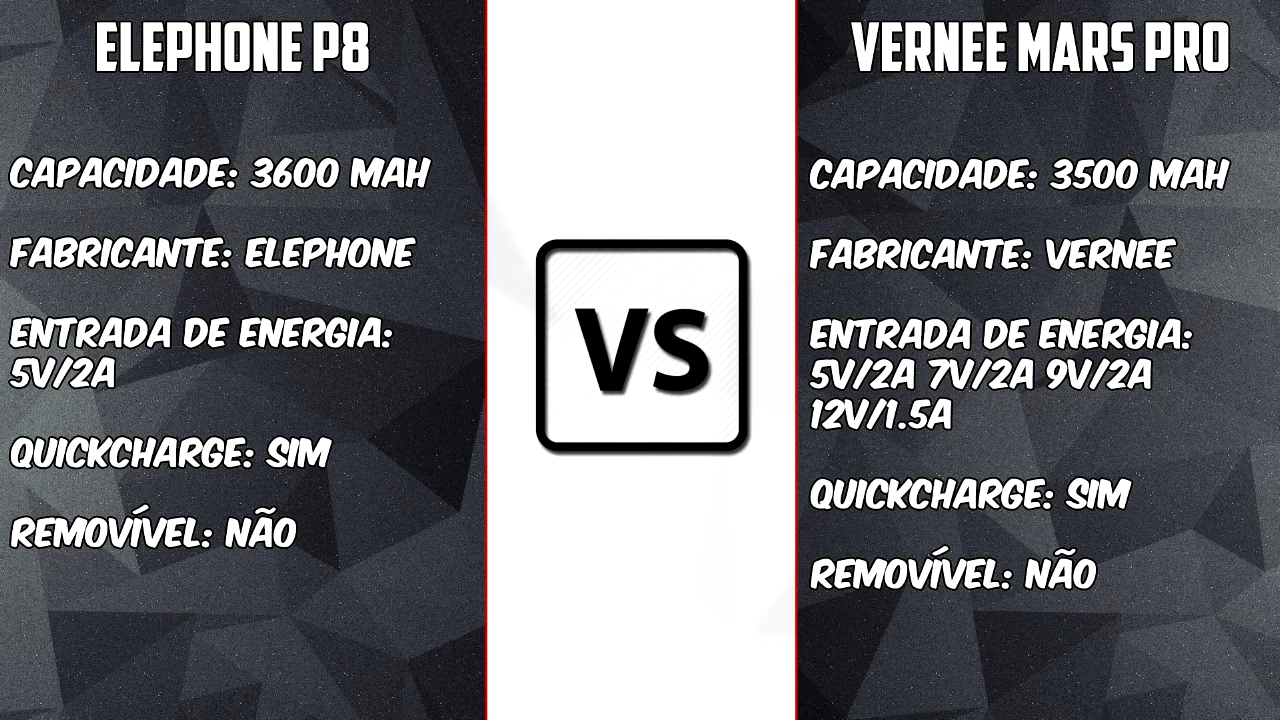 ELEPHONE P8
CAPACIDADE: 3600 MAH
FABRICANTE: ELEPHONE
ENTRADA DE ENERGIA:
5V/2A
QUICKCHARGE: SIM
REMOVÍVEL: NÃO
VS
VERNEE MARS PRO
CAPACIDADE: 3500 MAH
FABRICANTE: VERNEE
ENTRADA DE ENERGIA:
5V/2A 7V/2A 9V/2A
12V/1.5A
QUICKCHARGE: SIM
REMOVÍVEL: NÃO